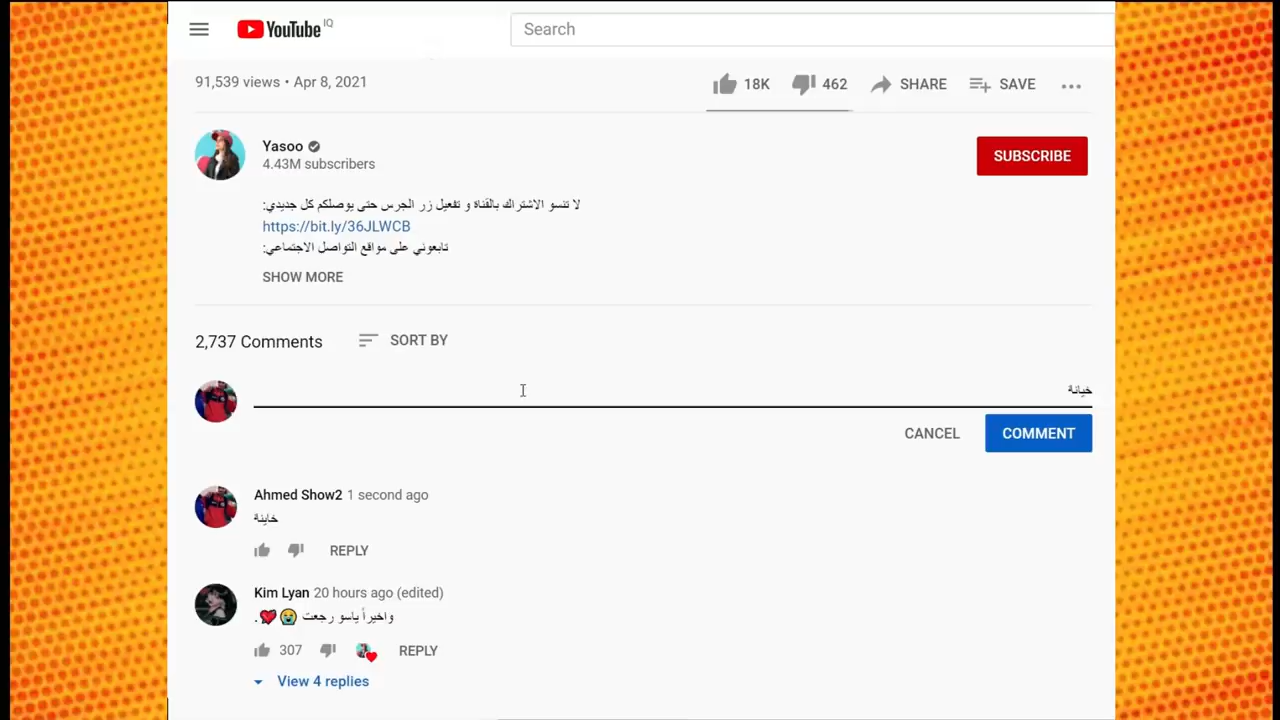 YouTube IQ
Search
91,539 views • Apr 8, 2021
18K 462 SHARE SAVE
Yasoo
4.43M subscribers
SUBSCRIBE
لا تنسو الاشتراك بالقناة و تفعيل زر الجرس حتى يوصلكم كل جديدي:
https://bit.ly/36JLWCB
تابعوني على مواقع التواصل الاجتماعي:
SHOW MORE
2,737 Comments SORT BY
خيانة
CANCEL COMMENT
Ahmed Show2 1 second ago
خاينة
REPLY
Kim Lyan 20 hours ago (edited)
واخيراً ياسو رجعت 😭💘.
307 REPLY
View 4 replies